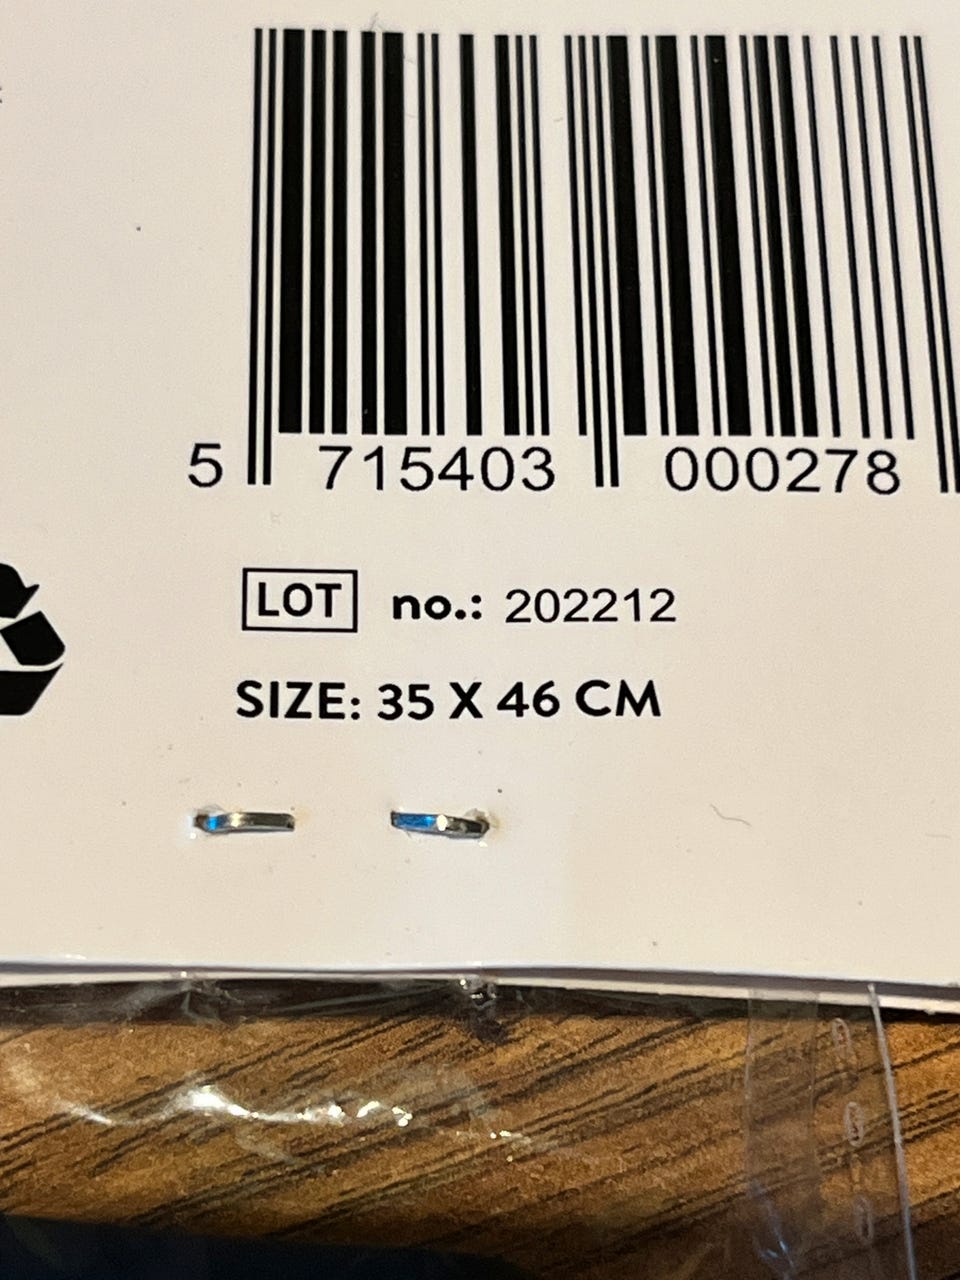 5 715403 000278
LOT no.: 202212
SIZE: 35 X 46 CM